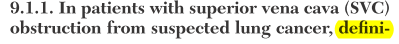 9.1.1. In patients with superior vena cava (SVC)
obstruction from suspected lung cancer, defini-